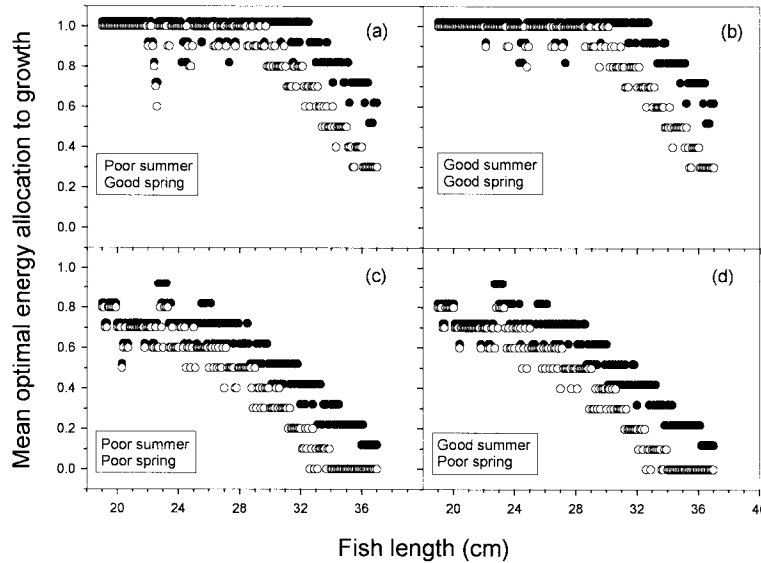 Mean optimal energy allocation to growth
1.0
0.8
0.6
0.4
0.2
0.0
(a)
Poor summer
Good spring
(b)
Good summer
Good spring
1.0
0.8
0.6
0.4
0.2
0.0
(c)
Poor summer
Poor spring
(d)
Good summer
Poor spring
20 24 28 32 36 20 24 28 32 36 40
Fish length (cm)